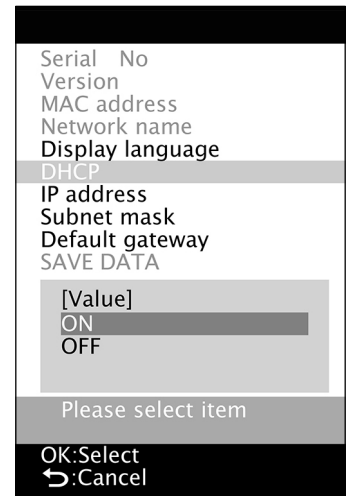 Serial No
Version
MAC address
Network name
Display language
DHCP
IP address
Subnet mask
Default gateway
SAVE DATA
[Value]
ON
OFF
Please select item
OK:Select
⮌:Cancel